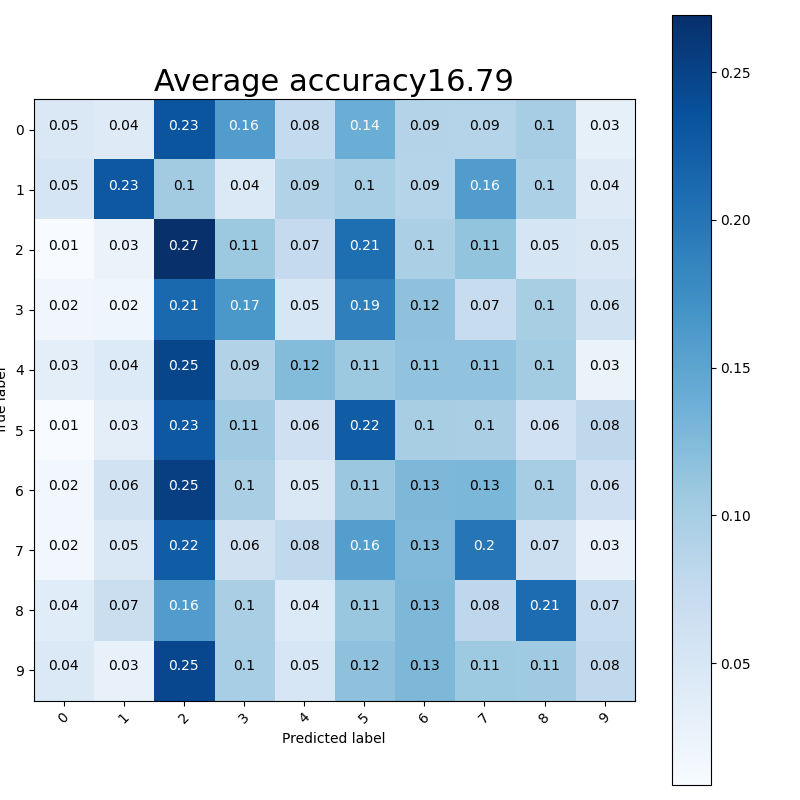 Average accuracy16.79
0 0.05 0.04 0.23 0.16 0.08 0.14 0.09 0.09 0.1 0.03
1 0.05 0.23 0.1 0.04 0.09 0.1 0.09 0.16 0.1 0.04
2 0.01 0.03 0.27 0.11 0.07 0.21 0.1 0.11 0.05 0.05
3 0.02 0.02 0.21 0.17 0.05 0.19 0.12 0.07 0.1 0.06
4 0.03 0.04 0.25 0.09 0.12 0.11 0.11 0.11 0.1 0.03
5 0.01 0.03 0.23 0.11 0.06 0.22 0.1 0.1 0.06 0.08
6 0.02 0.06 0.25 0.1 0.05 0.11 0.13 0.13 0.1 0.06
7 0.02 0.05 0.22 0.06 0.08 0.16 0.13 0.2 0.07 0.03
8 0.04 0.07 0.16 0.1 0.04 0.11 0.13 0.08 0.21 0.07
9 0.04 0.03 0.25 0.1 0.05 0.12 0.13 0.11 0.11 0.08
0 1 2 3 4 5 6 7 8 9
Predicted label
label
0.25
0.20
0.15
0.10
0.05